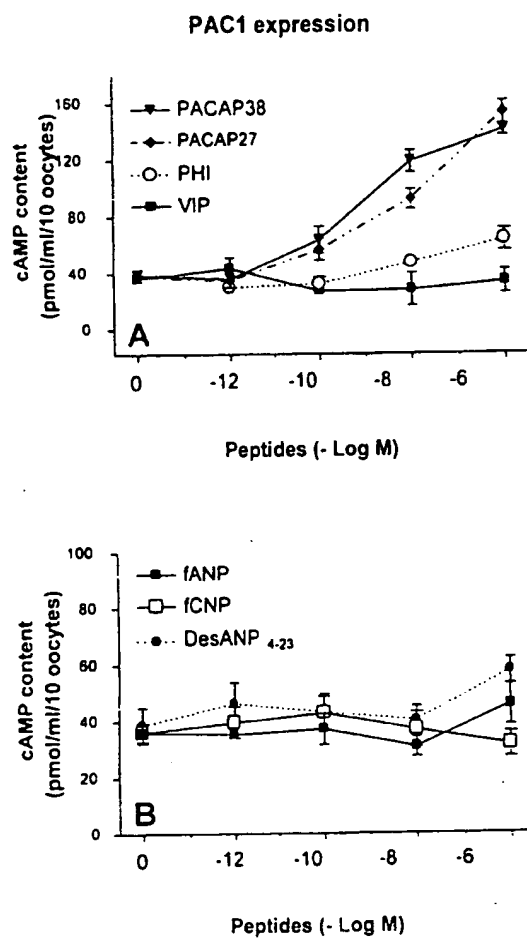 PAC1 expression
cAMP content
(pmol/ml/10 oocytes)
150
120
80
40
0
PACAP38
PACAP27
PHI
VIP
A
0 -12 -10 -8 -6
Peptides (- Log M)
cAMP content
(pmol/ml/10 oocytes)
100
80
60
40
20
0
fANP
fCNP
DesANP 4-23
B
0 -12 -10 -8 -6
Peptides (- Log M)